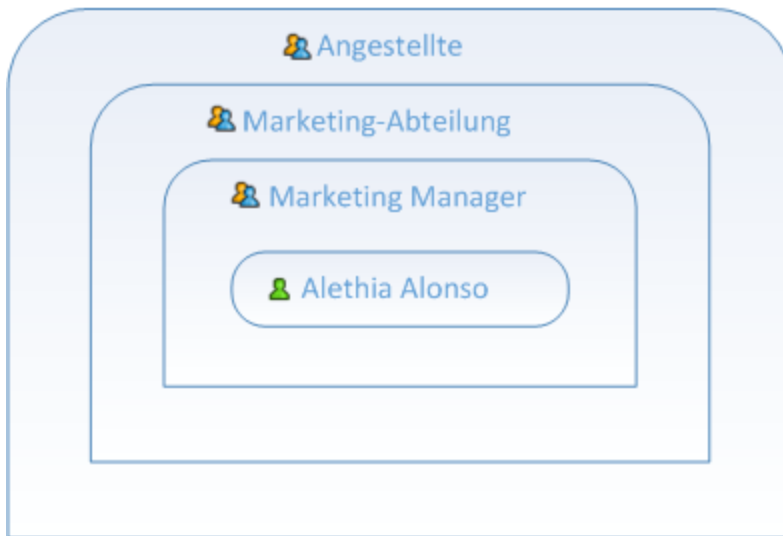 Angestellte
Marketing-Abteilung
Marketing Manager
Alethia Alonso